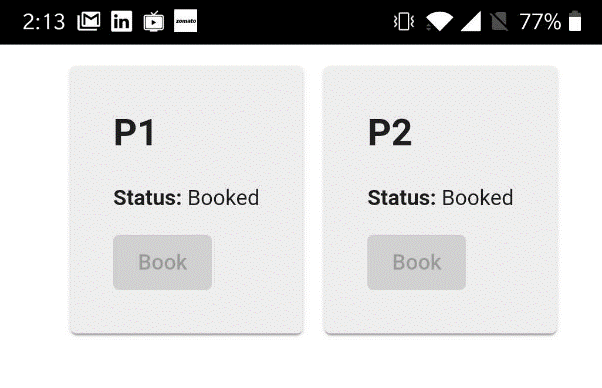 2:13 zomato 77%
P1 P2
Status: Booked Status: Booked
Book Book